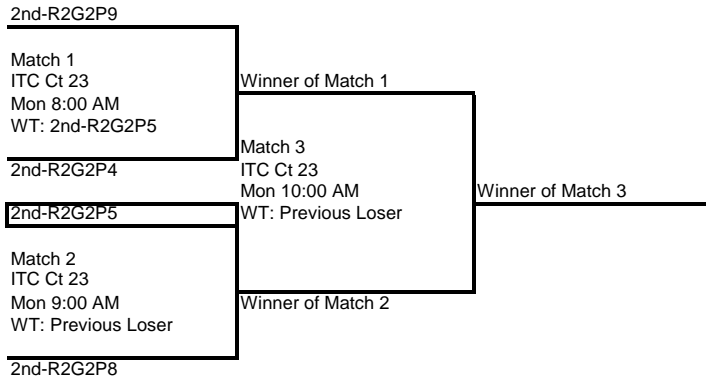 2nd-R2G2P9
Match 1
ITC Ct 23
Mon 8:00 AM
WT: 2nd-R2G2P5
2nd-R2G2P4
2nd-R2G2P5
Match 2
ITC Ct 23
Mon 9:00 AM
WT: Previous Loser
2nd-R2G2P8
Winner of Match 1
Match 3
ITC Ct 23
Mon 10:00 AM
WT: Previous Loser
Winner of Match 2
Winner of Match 3